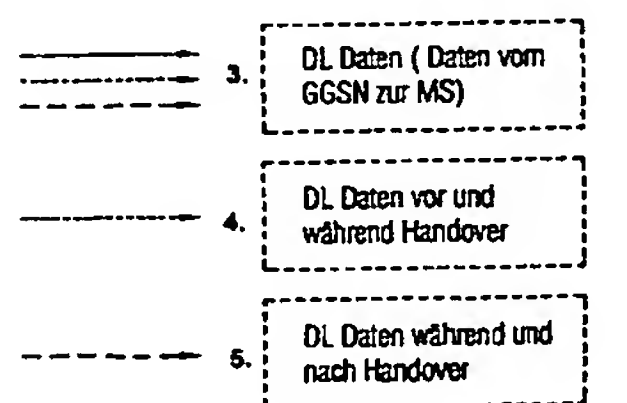 3. DL Daten ( Daten vom
GGSN zur MS)
4. DL Daten vor und
während Handover
5. DL Daten während und
nach Handover